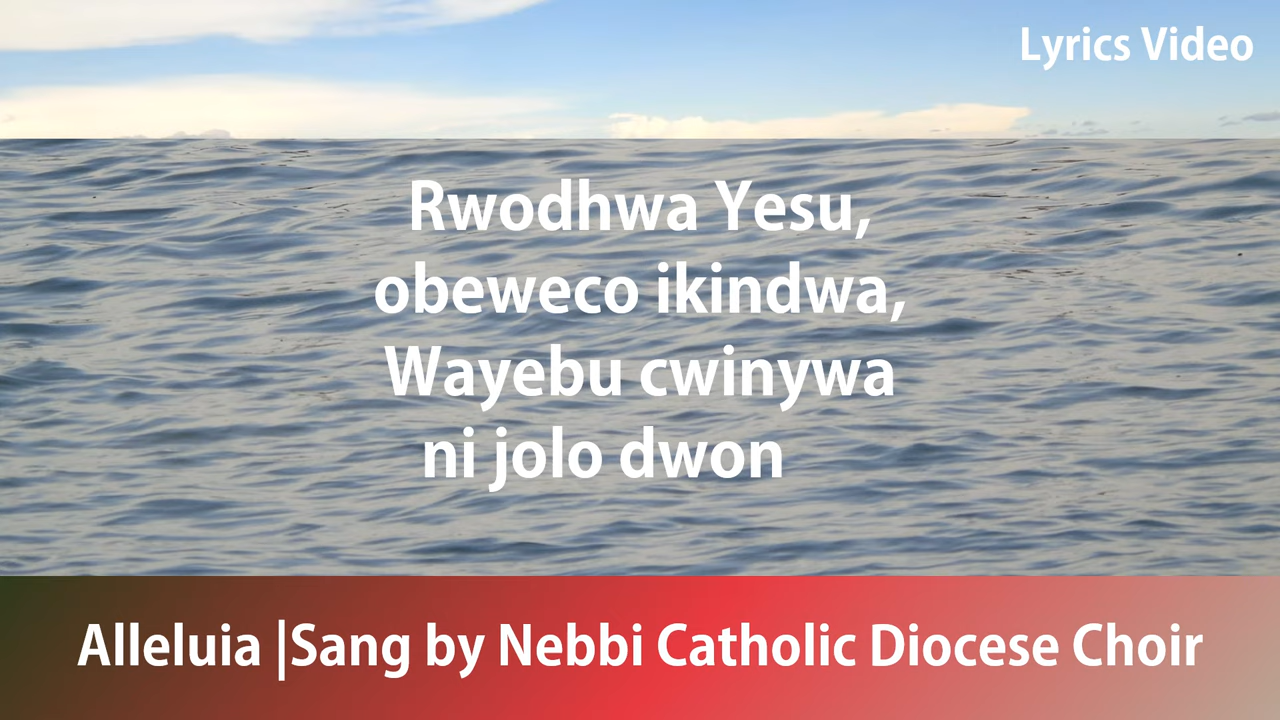 Lyrics Video
Rwodhwa Yesu,
obeweco ikindwa,
Wayebu cwinywa
ni jolo dwon
Alleluia |Sang by Nebbi Catholic Diocese Choir